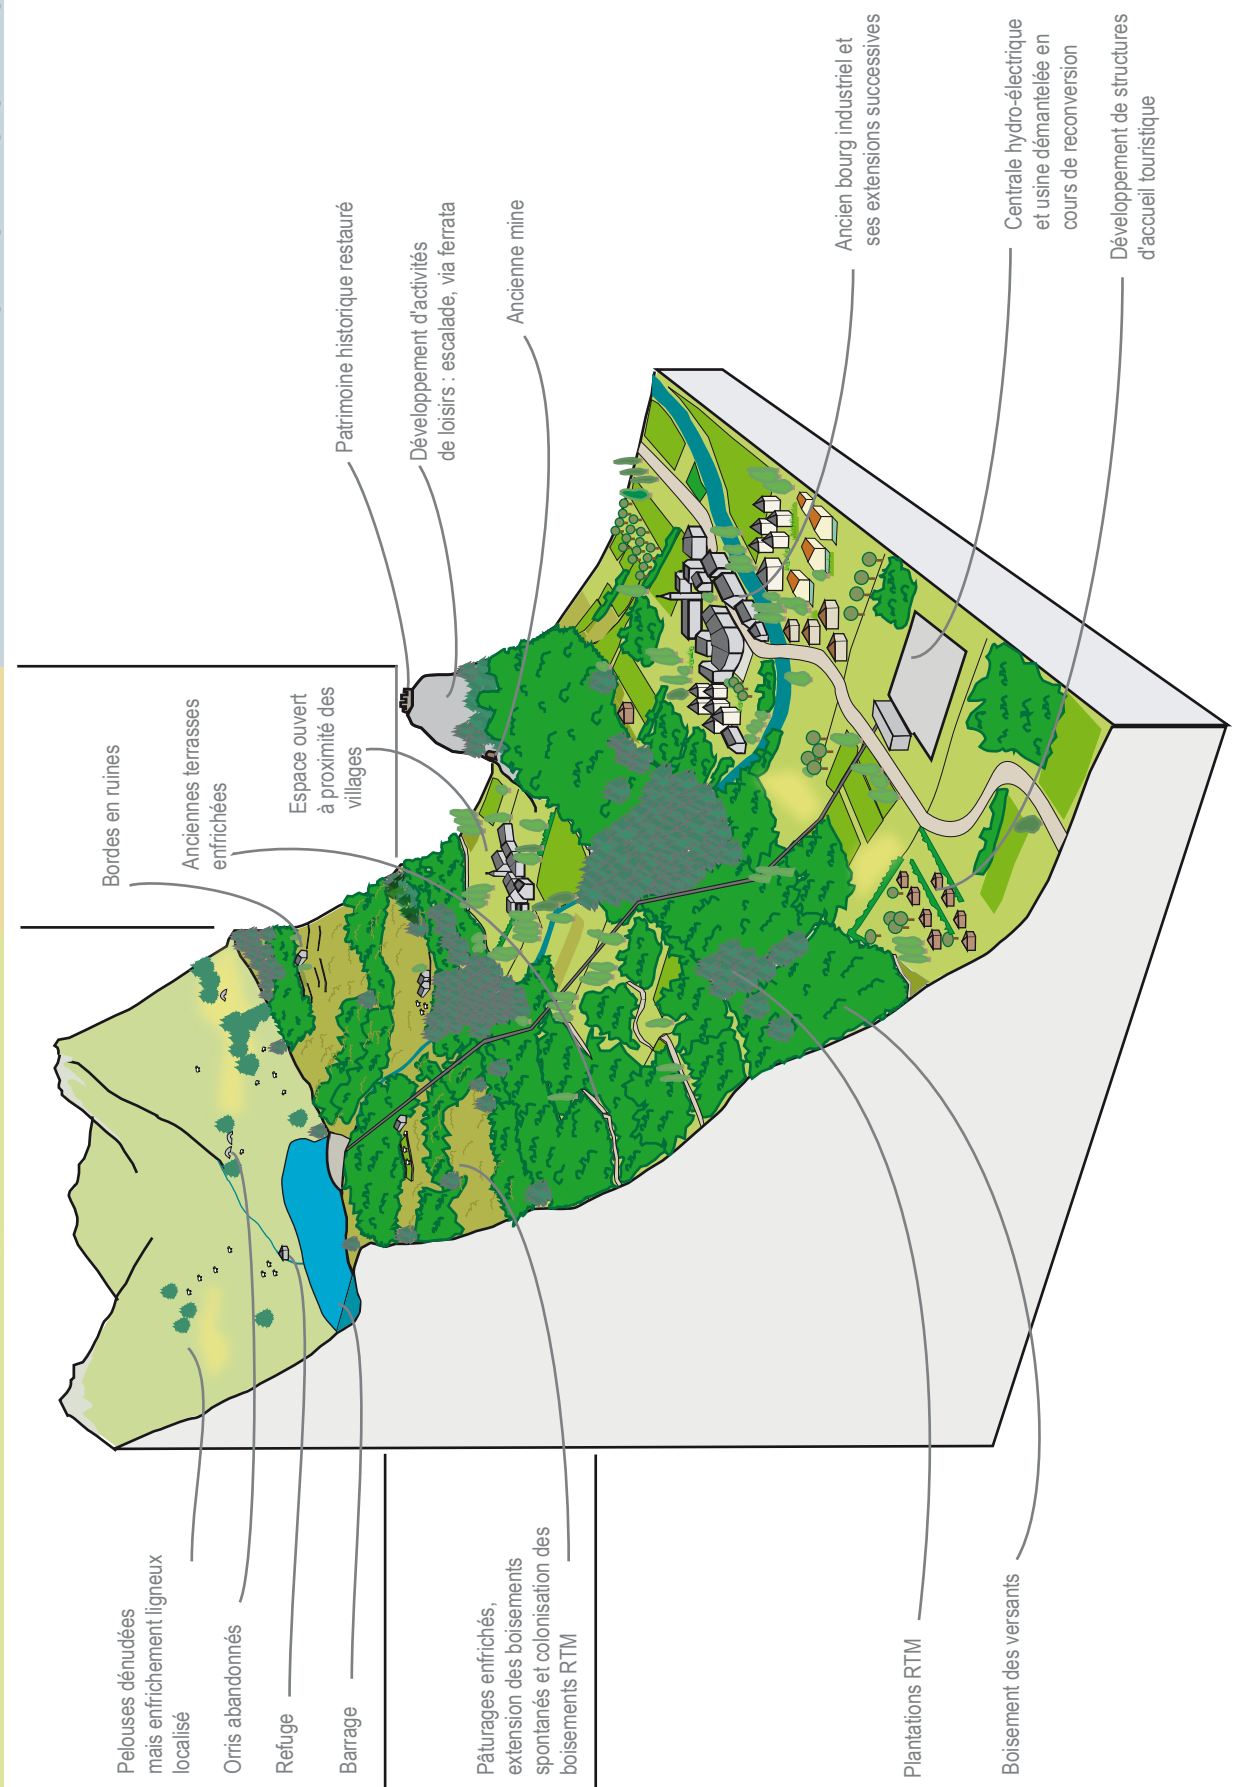 Pelouses dénudées
mais enfrichement ligneux
localisé
Orris abandonnés
Refuge
Barrage
Pâturages enfrichés,
extension des boisements
spontanés et colonisation des
boisements RTM
Plantations RTM
Boisement des versants
Bordes en ruines
Anciennes terrasses
enfrichées
Espace ouvert
à proximité des
villages
Patrimoine historique restauré
Développement d'activités
de loisirs : escalade, via ferrata
Ancienne mine
Ancien bourg industriel et
ses extensions successives
Centrale hydro-électrique
et usine démantelée en
cours de reconversion
Développement de structures
d'accueil touristique